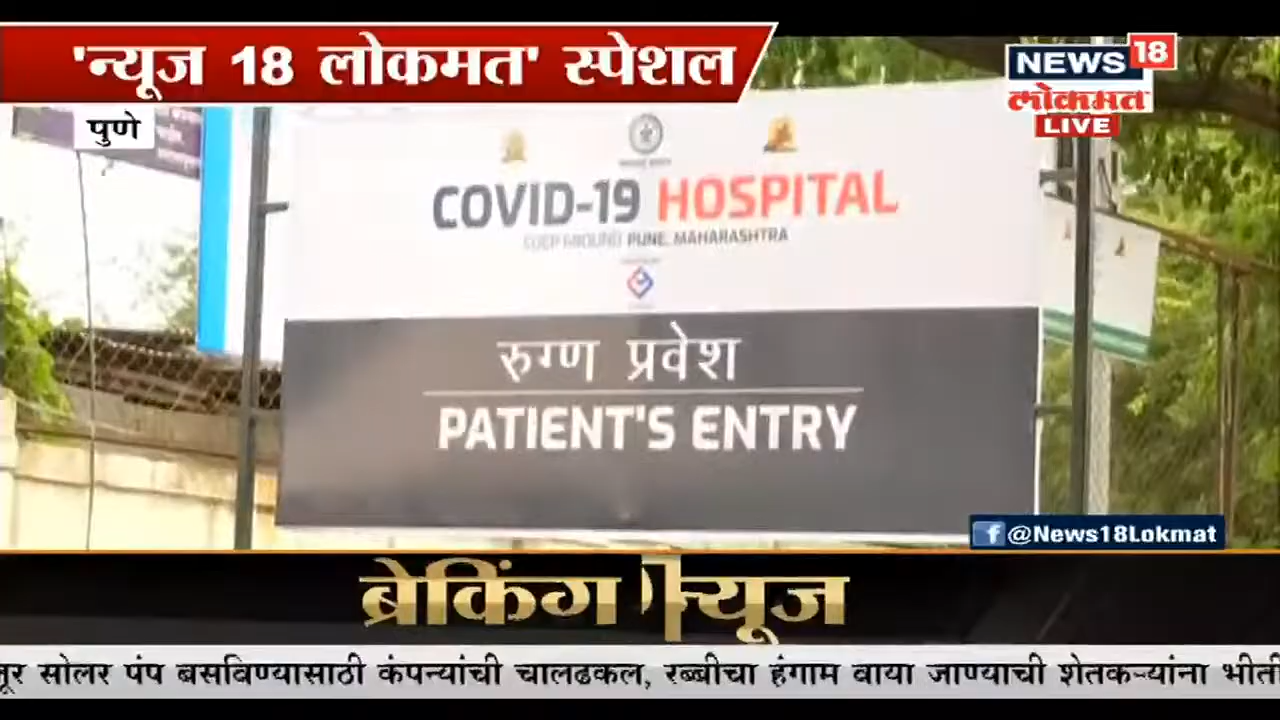 'न्यूज 18 लोकमत' स्पेशल
NEWS 18
लोकमत
LIVE
पुणे
COVID-19 HOSPITAL
PUNE, MAHARASHTRA
रुग्ण प्रवेश
PATIENT'S ENTRY
@News18Lokmat
ब्रेकिंग न्यूज
सोलर पंप बसविण्यासाठी कंपन्यांची चालढकल, रब्बीचा हंगाम वाया जाण्याची शेतकऱ्यांना भीती